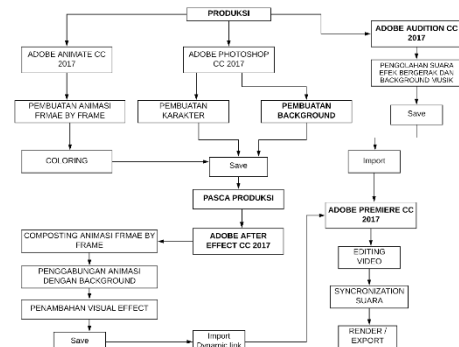 PRODUKSI
ADOBE ANIMATE CC
2017
ADOBE PHOTOSHOP
CC 2017
ADOBE AUDITION CC
2017
PEMBUATAN ANIMASI
FRMAE BY FRAME
PEMBUATAN
KARAKTER
PEMBUATAN
BACKGROUND
PENGOLAHAN SUARA
EFEK BERGERAK DAN
BACKGROUND MUSIK
Save
COLORING
Save
Import
PASCA PRODUKSI
ADOBE AFTER
EFFECT CC 2017
ADOBE PREMIERE CC
2017
COMPOSTING ANIMASI FRMAE BY
FRAME
EDITING
VIDEO
PENGGABUNGAN ANIMASI
DENGAN BACKGROUND
SYNCRONIZATION
SUARA
PENAMBAHAN VISUAL EFFECT
Save
Import
Dynamic link
RENDER /
EXPORT